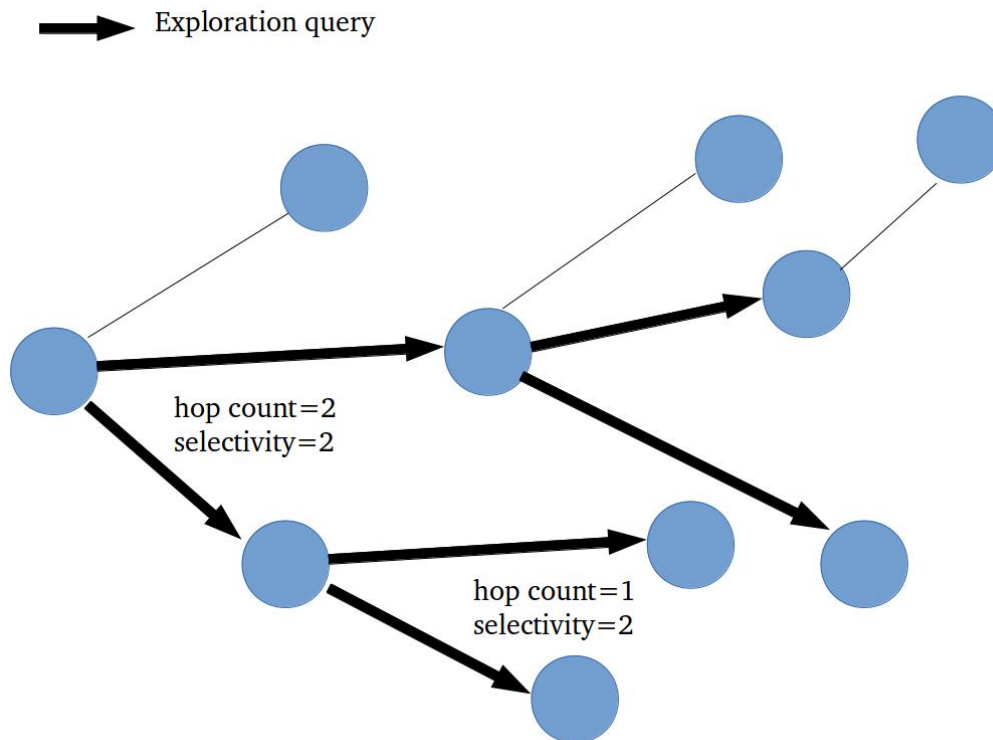 Exploration query
hop count=2
selectivity=2
hop count=1
selectivity=2